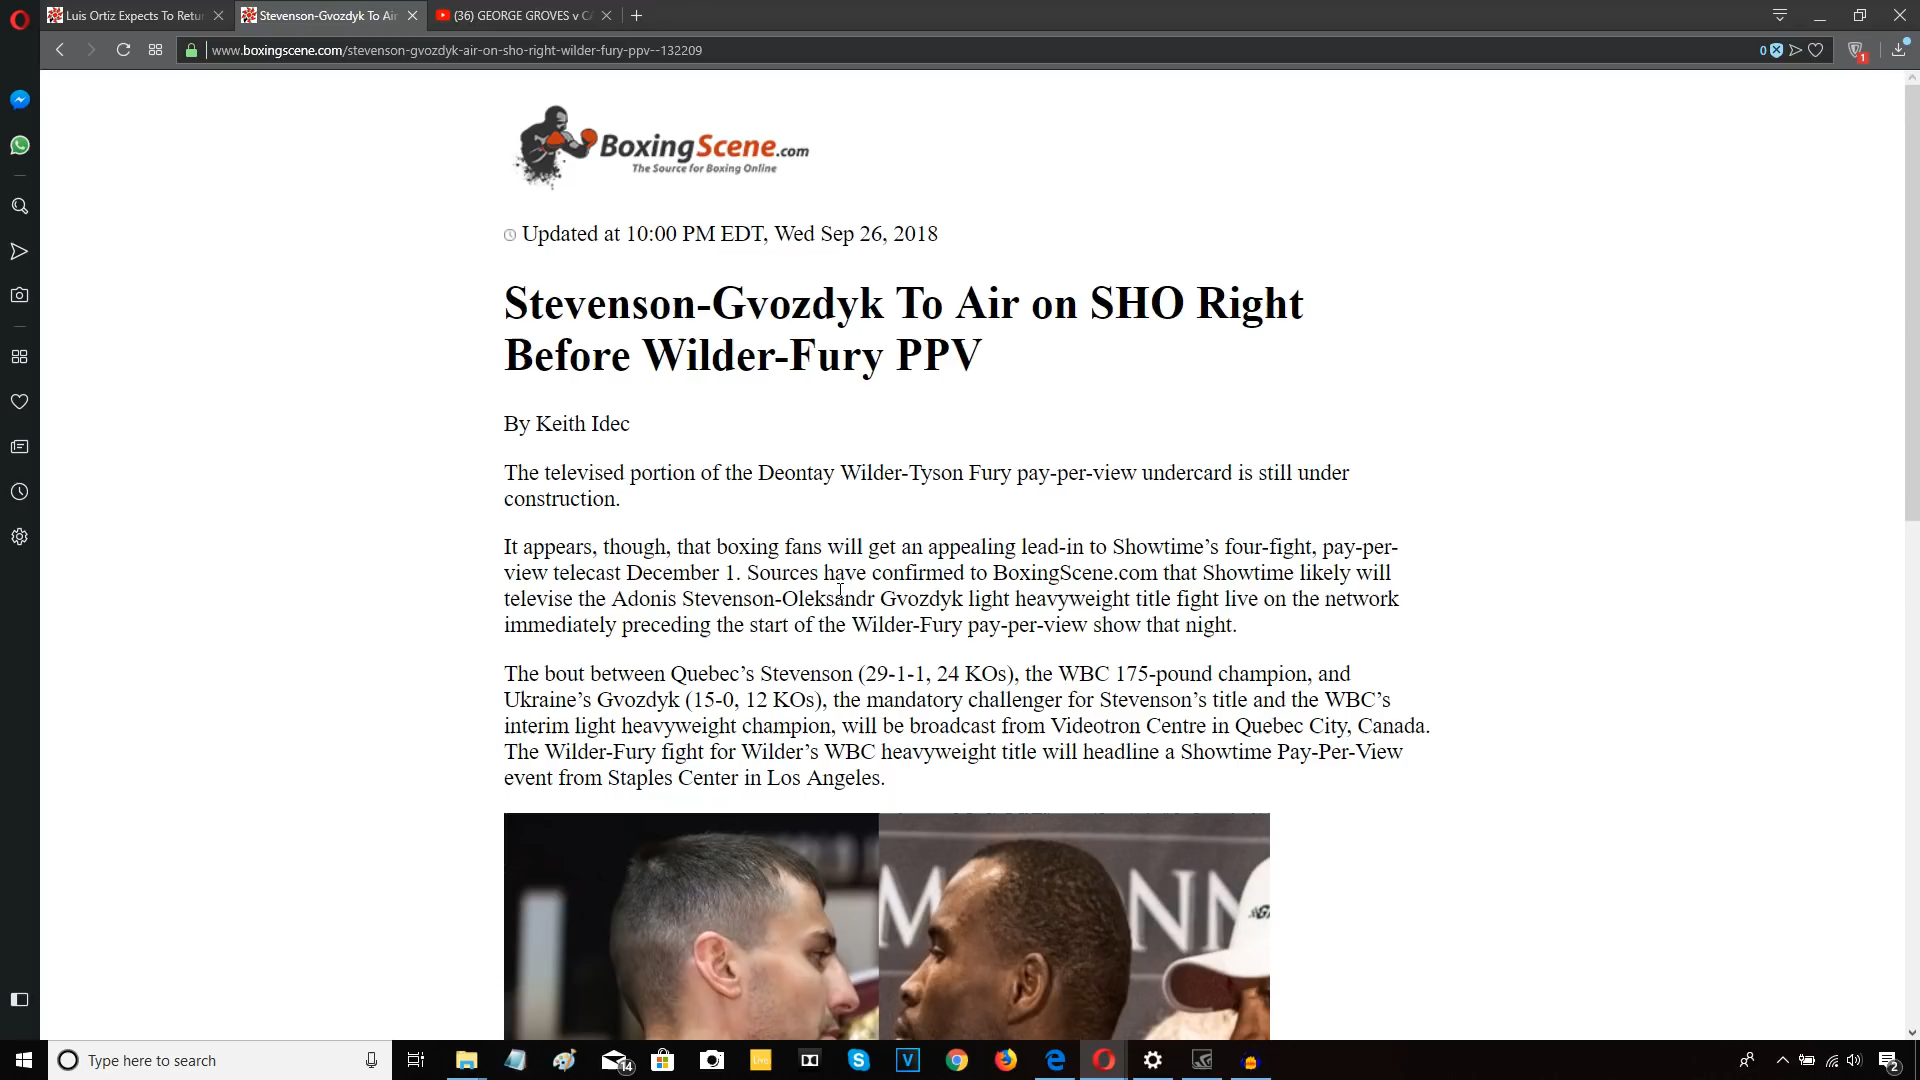 Luis Ortiz Expects To Retu
Stevenson-Gvozdyk To Air
(36) GEORGE GROVES v C
www.boxingscene.com/stevenson-gvozdyk-air-on-sho-right-wilder-fury-ppv--132209
0
1
BoxingScene.com
The Source for Boxing Online
Updated at 10:00 PM EDT, Wed Sep 26, 2018
Stevenson-Gvozdyk To Air on SHO Right
Before Wilder-Fury PPV
By Keith Idec
The televised portion of the Deontay Wilder-Tyson Fury pay-per-view undercard is still under
construction.
It appears, though, that boxing fans will get an appealing lead-in to Showtime’s four-fight, pay-per-
view telecast December 1. Sources have confirmed to BoxingScene.com that Showtime likely will
televise the Adonis Stevenson-Oleksandr Gvozdyk light heavyweight title fight live on the network
immediately preceding the start of the Wilder-Fury pay-per-view show that night.
The bout between Quebec’s Stevenson (29-1-1, 24 KOs), the WBC 175-pound champion, and
Ukraine’s Gvozdyk (15-0, 12 KOs), the mandatory challenger for Stevenson’s title and the WBC’s
interim light heavyweight champion, will be broadcast from Videotron Centre in Quebec City, Canada.
The Wilder-Fury fight for Wilder’s WBC heavyweight title will headline a Showtime Pay-Per-View
event from Staples Center in Los Angeles.
Type here to search
14
live
V
2